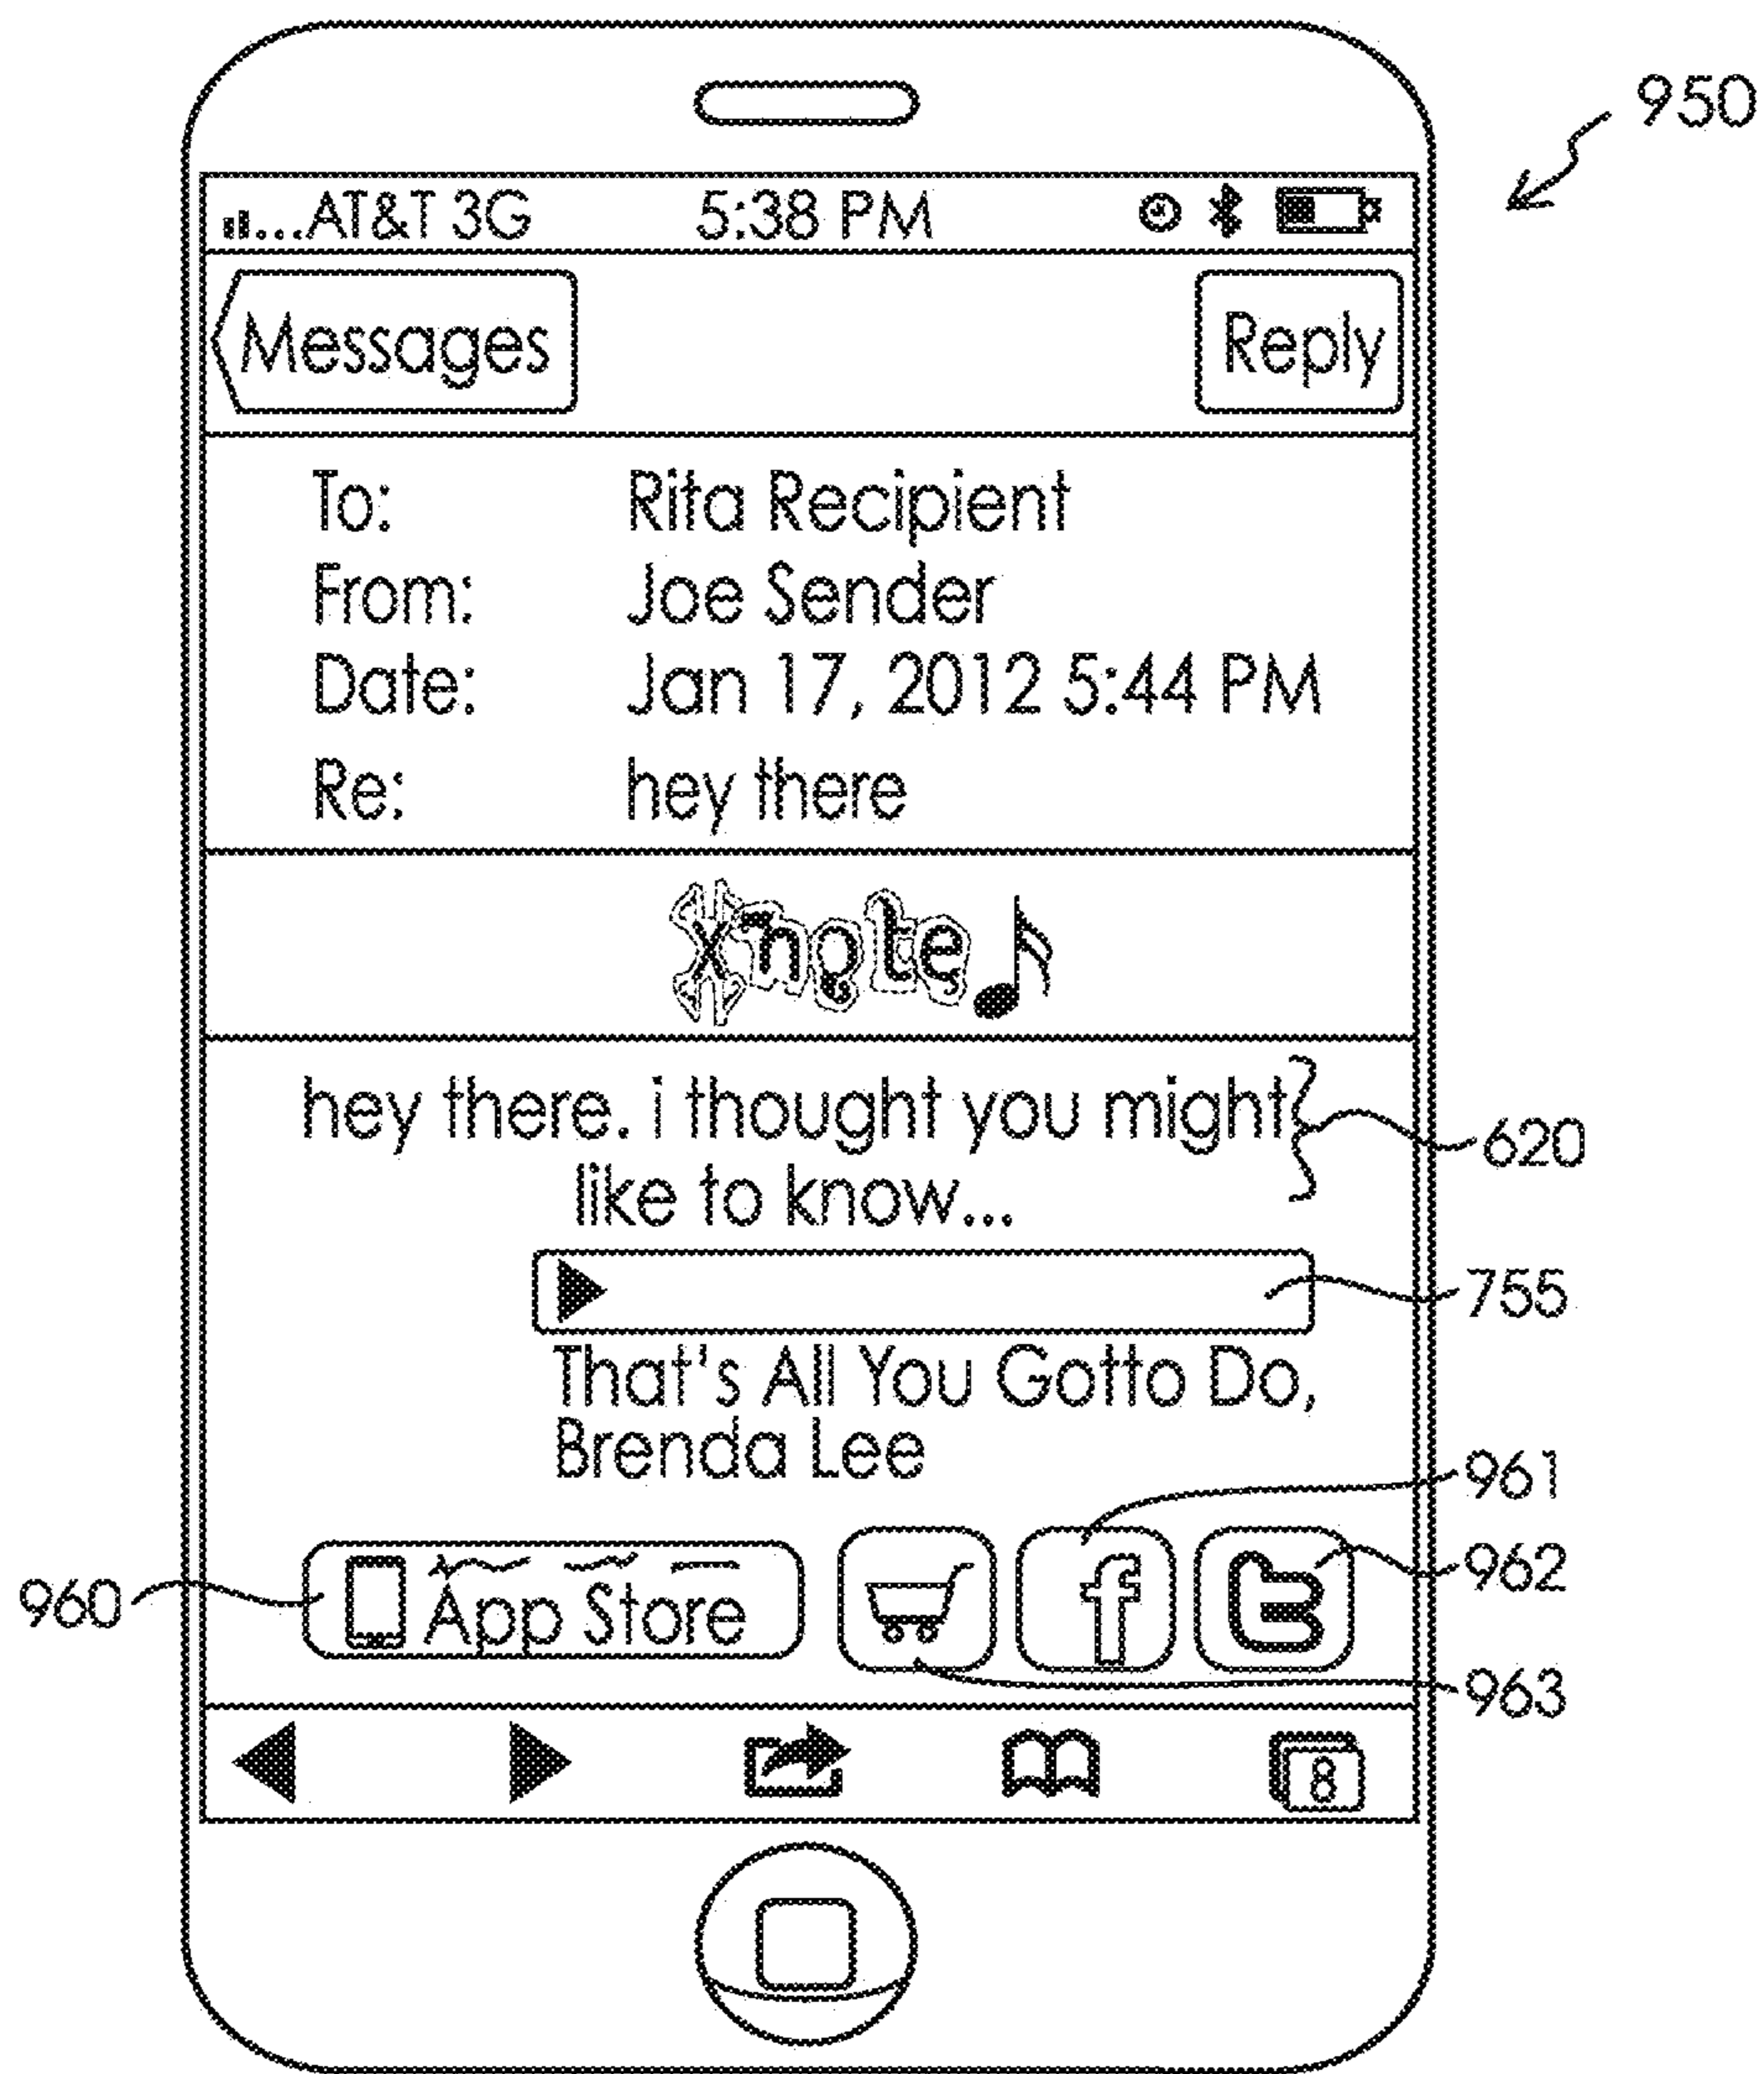 950
...AT&T 3G 5:38 PM
Messages Reply
To: Rita Recipient
From: Joe Sender
Date: Jan 17, 2012 5:44 PM
Re: hey there
xnote
hey there. i thought you might
620
like to know...
755
That's All You Gotto Do,
Brenda Lee
961
960 App Store f t 962
963
8